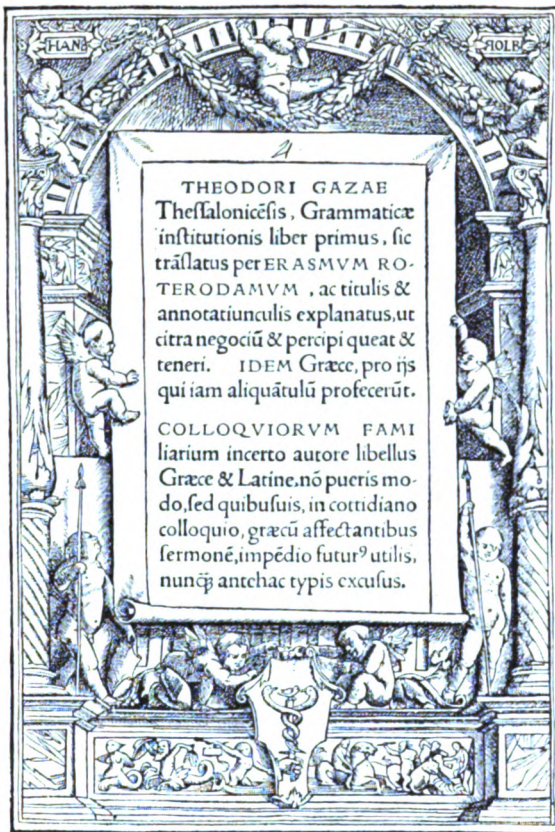 HANS
HOLB
THEODORI GAZAE
Thessalonicẽsis, Grammaticæ
institutionis liber primus, sic
trãslatus per ERASMVM RO-
TERODAMVM, ac titulis &
annotatiunculis explanatus, ut
citra negociũ & percipi queat &
teneri. IDEM Græce, pro ijs
qui iam aliquãtulũ profecerũt.
COLLOQVIORVM FAMI
liarium incerto autore libellus
Græce & Latine, nõ pueris mo-
do, sed quibusuis, in cottidiano
colloquio, græcũ affectantibus
sermonẽ, impẽdio futurꝰ utilis,
nunꝗ̃ antehac typis excusus.